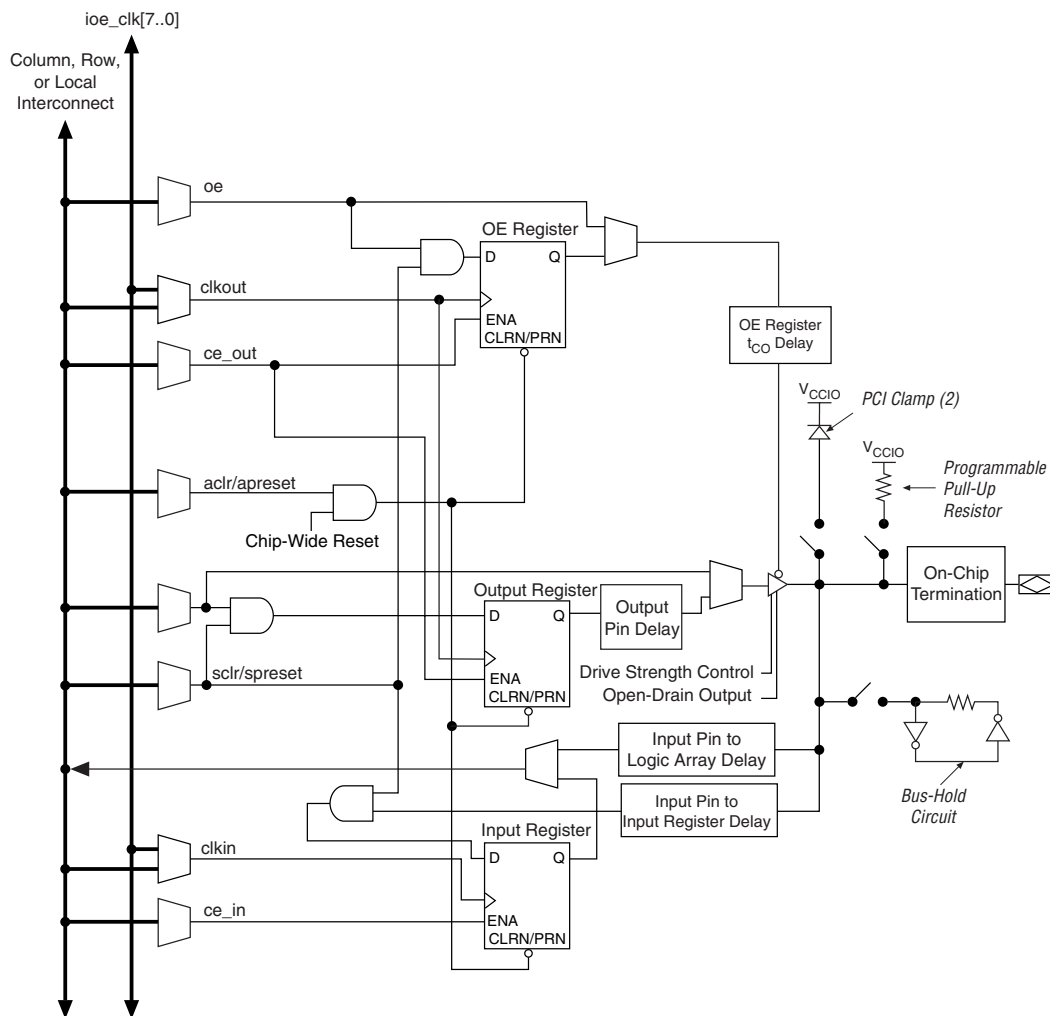 ioe_clk[7..0]
Column, Row,
or Local
Interconnect
oe
OE Register
D
Q
clkout
ENA
CLRN/PRN
OE Register
tCO Delay
ce_out
VCCIO
PCI Clamp (2)
VCCIO
Programmable
Pull-Up
Resistor
aclr/apreset
Chip-Wide Reset
On-Chip
Termination
Output Register
D
Q
Output
Pin Delay
ENA
CLRN/PRN
sclr/spreset
Drive Strength Control
Open-Drain Output
Input Pin to
Logic Array Delay
Input Pin to
Input Register Delay
Bus-Hold
Circuit
Input Register
D
Q
clkin
ce_in
ENA
CLRN/PRN